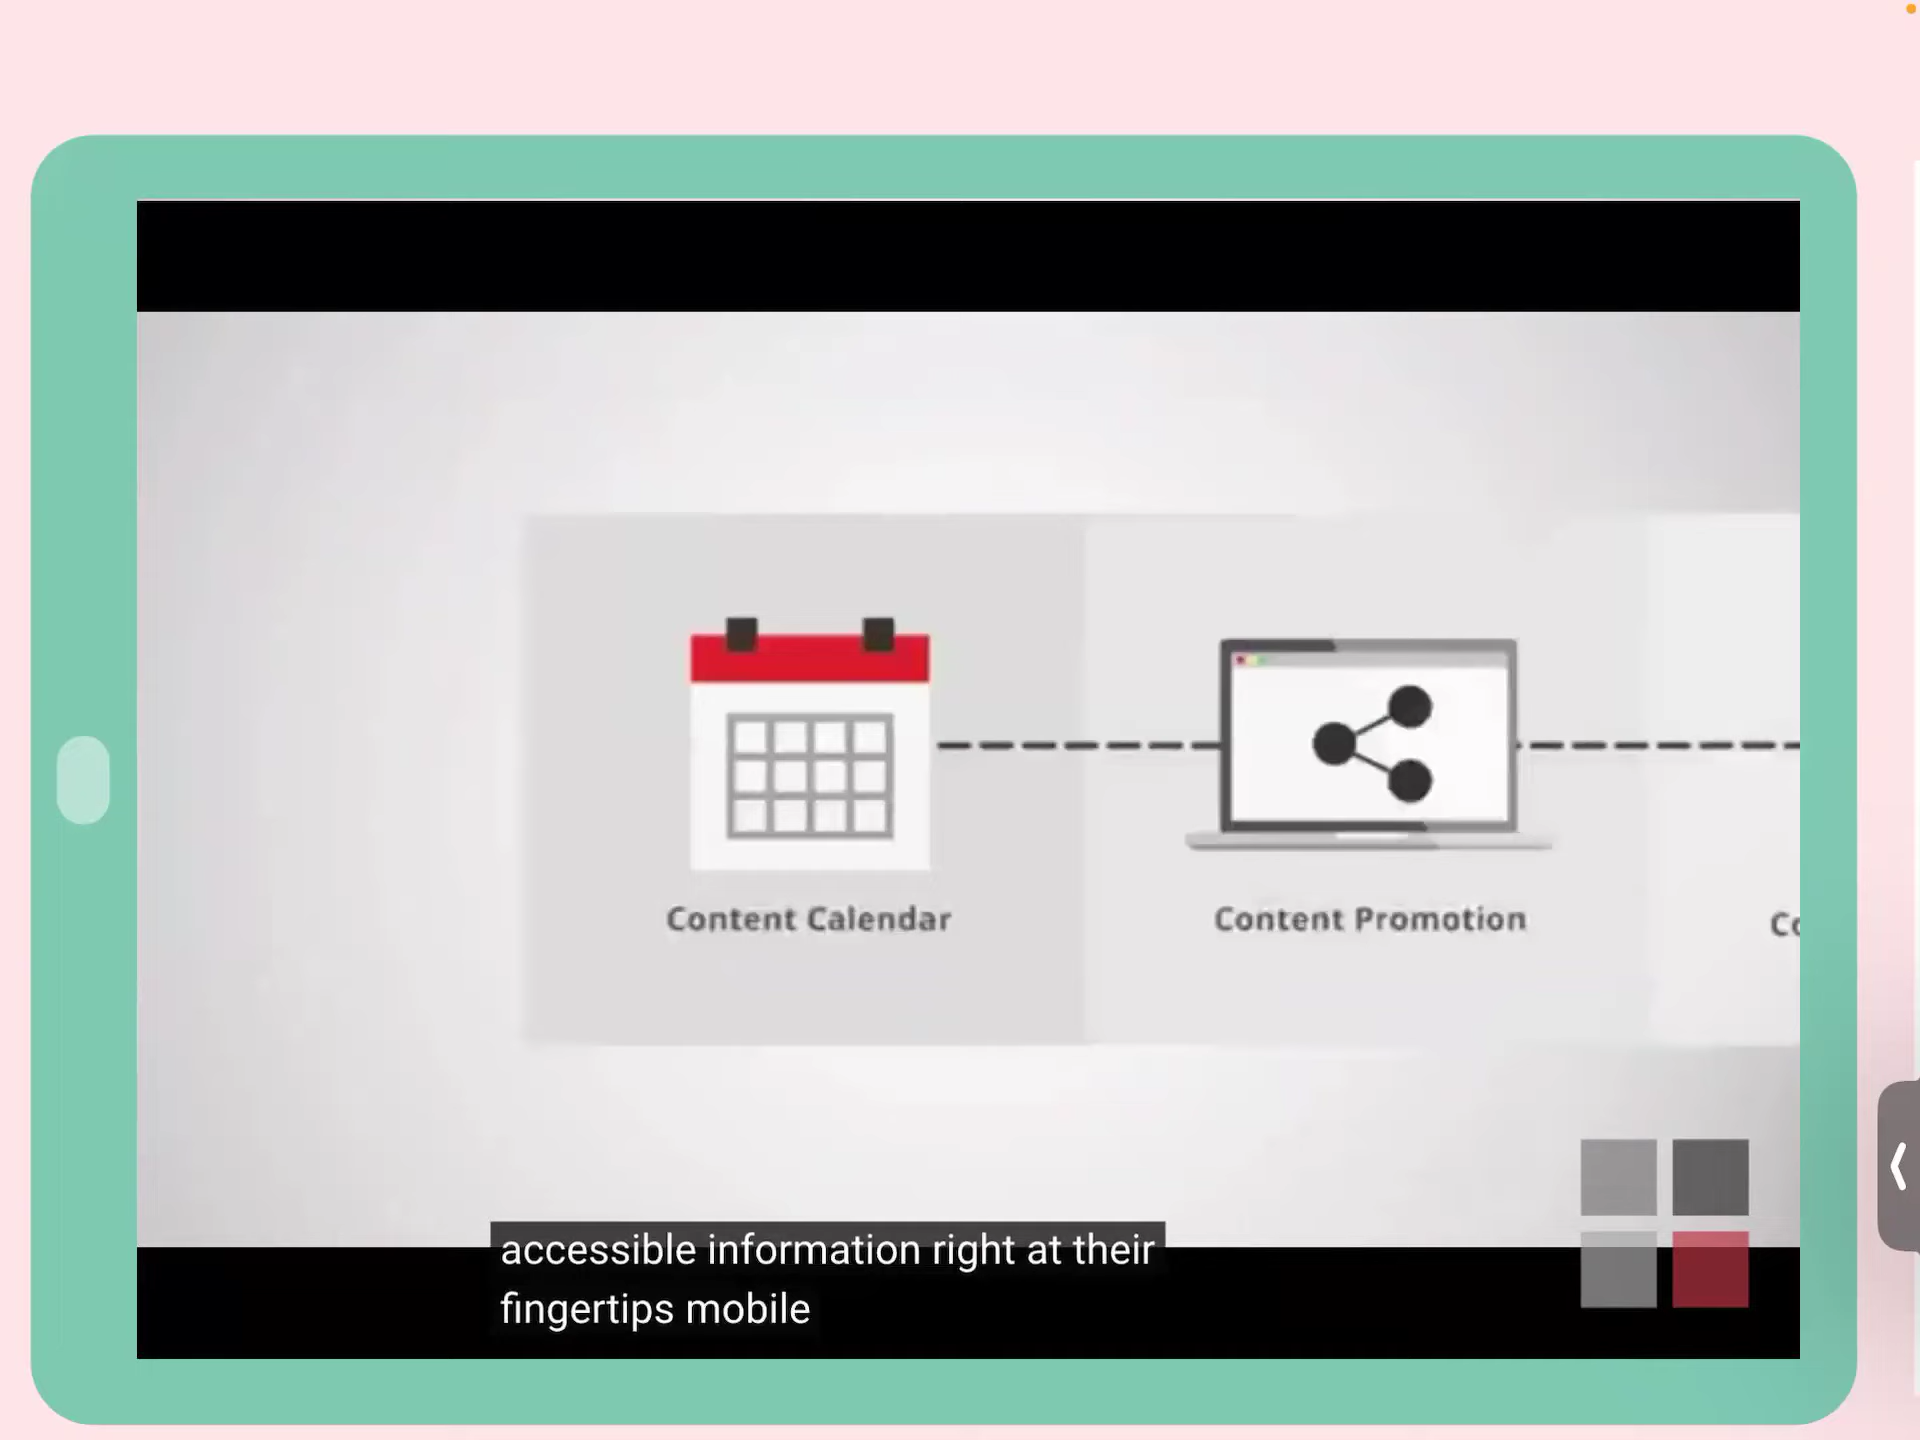 Content Calendar
Content Promotion
accessible information right at their
fingertips mobile